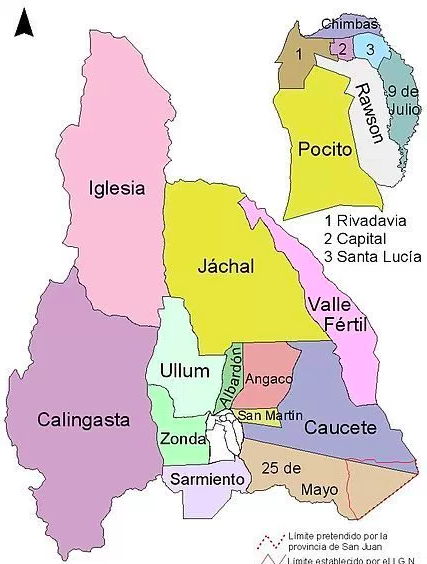 Chimbas
1
2
3
9 de
Julio
Rawson
Pocito
Iglesia
1 Rivadavia
2 Capital
3 Santa Lucía
Jáchal
Valle
Fértil
Ullum
Albardón
Angaco
San Martín
Calingasta
Caucete
Zonda
25 de
Mayo
Sarmiento
Límite pretendido por la
provincia de San Juan
Límite establecido por el I.G.N.